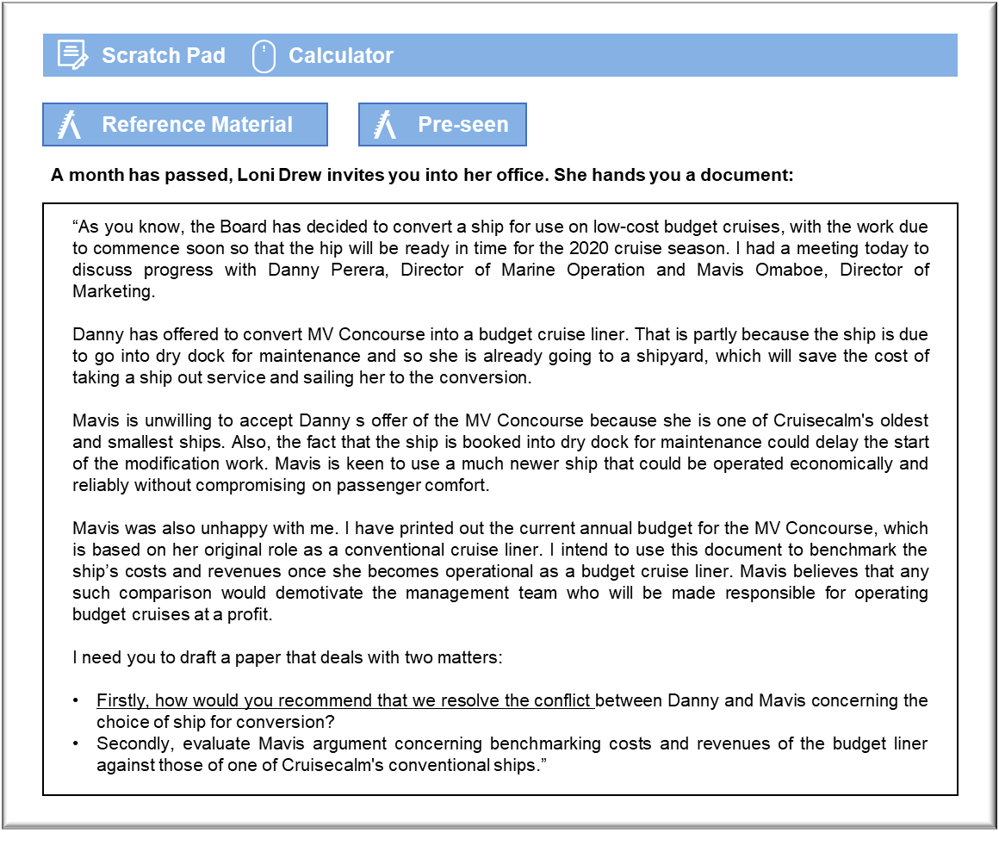 Scratch Pad Calculator
Reference Material Pre-seen
A month has passed, Loni Drew invites you into her office. She hands you a document:
“As you know, the Board has decided to convert a ship for use on low-cost budget cruises, with the work due
to commence soon so that the hip will be ready in time for the 2020 cruise season. I had a meeting today to
discuss progress with Danny Perera, Director of Marine Operation and Mavis Omaboe, Director of
Marketing.
Danny has offered to convert MV Concourse into a budget cruise liner. That is partly because the ship is due
to go into dry dock for maintenance and so she is already going to a shipyard, which will save the cost of
taking a ship out service and sailing her to the conversion.
Mavis is unwilling to accept Danny s offer of the MV Concourse because she is one of Cruisecalm's oldest
and smallest ships. Also, the fact that the ship is booked into dry dock for maintenance could delay the start
of the modification work. Mavis is keen to use a much newer ship that could be operated economically and
reliably without compromising on passenger comfort.
Mavis was also unhappy with me. I have printed out the current annual budget for the MV Concourse, which
is based on her original role as a conventional cruise liner. I intend to use this document to benchmark the
ship’s costs and revenues once she becomes operational as a budget cruise liner. Mavis believes that any
such comparison would demotivate the management team who will be made responsible for operating
budget cruises at a profit.
I need you to draft a paper that deals with two matters:
• Firstly, how would you recommend that we resolve the conflict between Danny and Mavis concerning the
choice of ship for conversion?
• Secondly, evaluate Mavis argument concerning benchmarking costs and revenues of the budget liner
against those of one of Cruisecalm's conventional ships.”